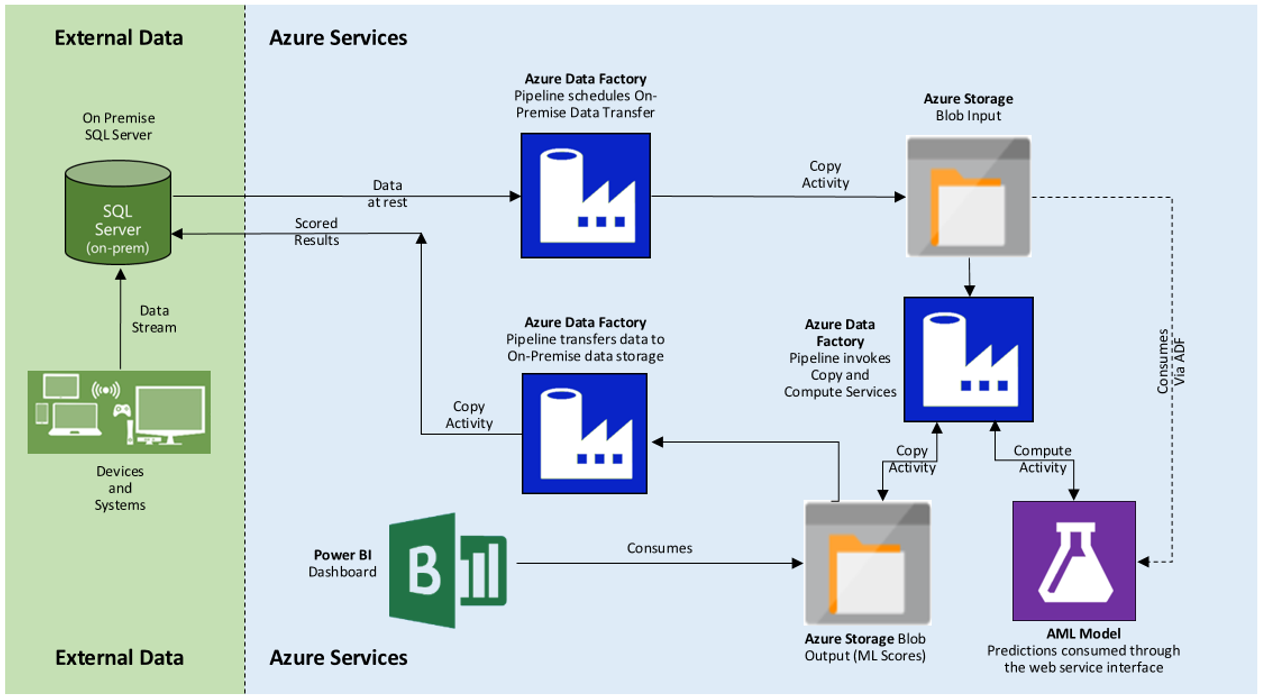 External Data
Azure Services
Azure Data Factory
Pipeline schedules On-
Premise Data Transfer
Azure Storage
Blob Input
On Premise
SQL Server
SQL
Server
(on-prem)
Data
at rest
Copy
Activity
Scored
Results
Data
Stream
Azure Data Factory
Pipeline transfers data to
On-Premise data storage
Azure Data
Factory
Pipeline invokes
Copy and
Compute Services
Consumes
Via ADF
Copy
Activity
Copy
Activity
Compute
Activity
Devices
and
Systems
Power BI
Dashboard
B
Consumes
Azure Storage Blob
Output (ML Scores)
AML Model
Predictions consumed through
the web service interface
External Data
Azure Services